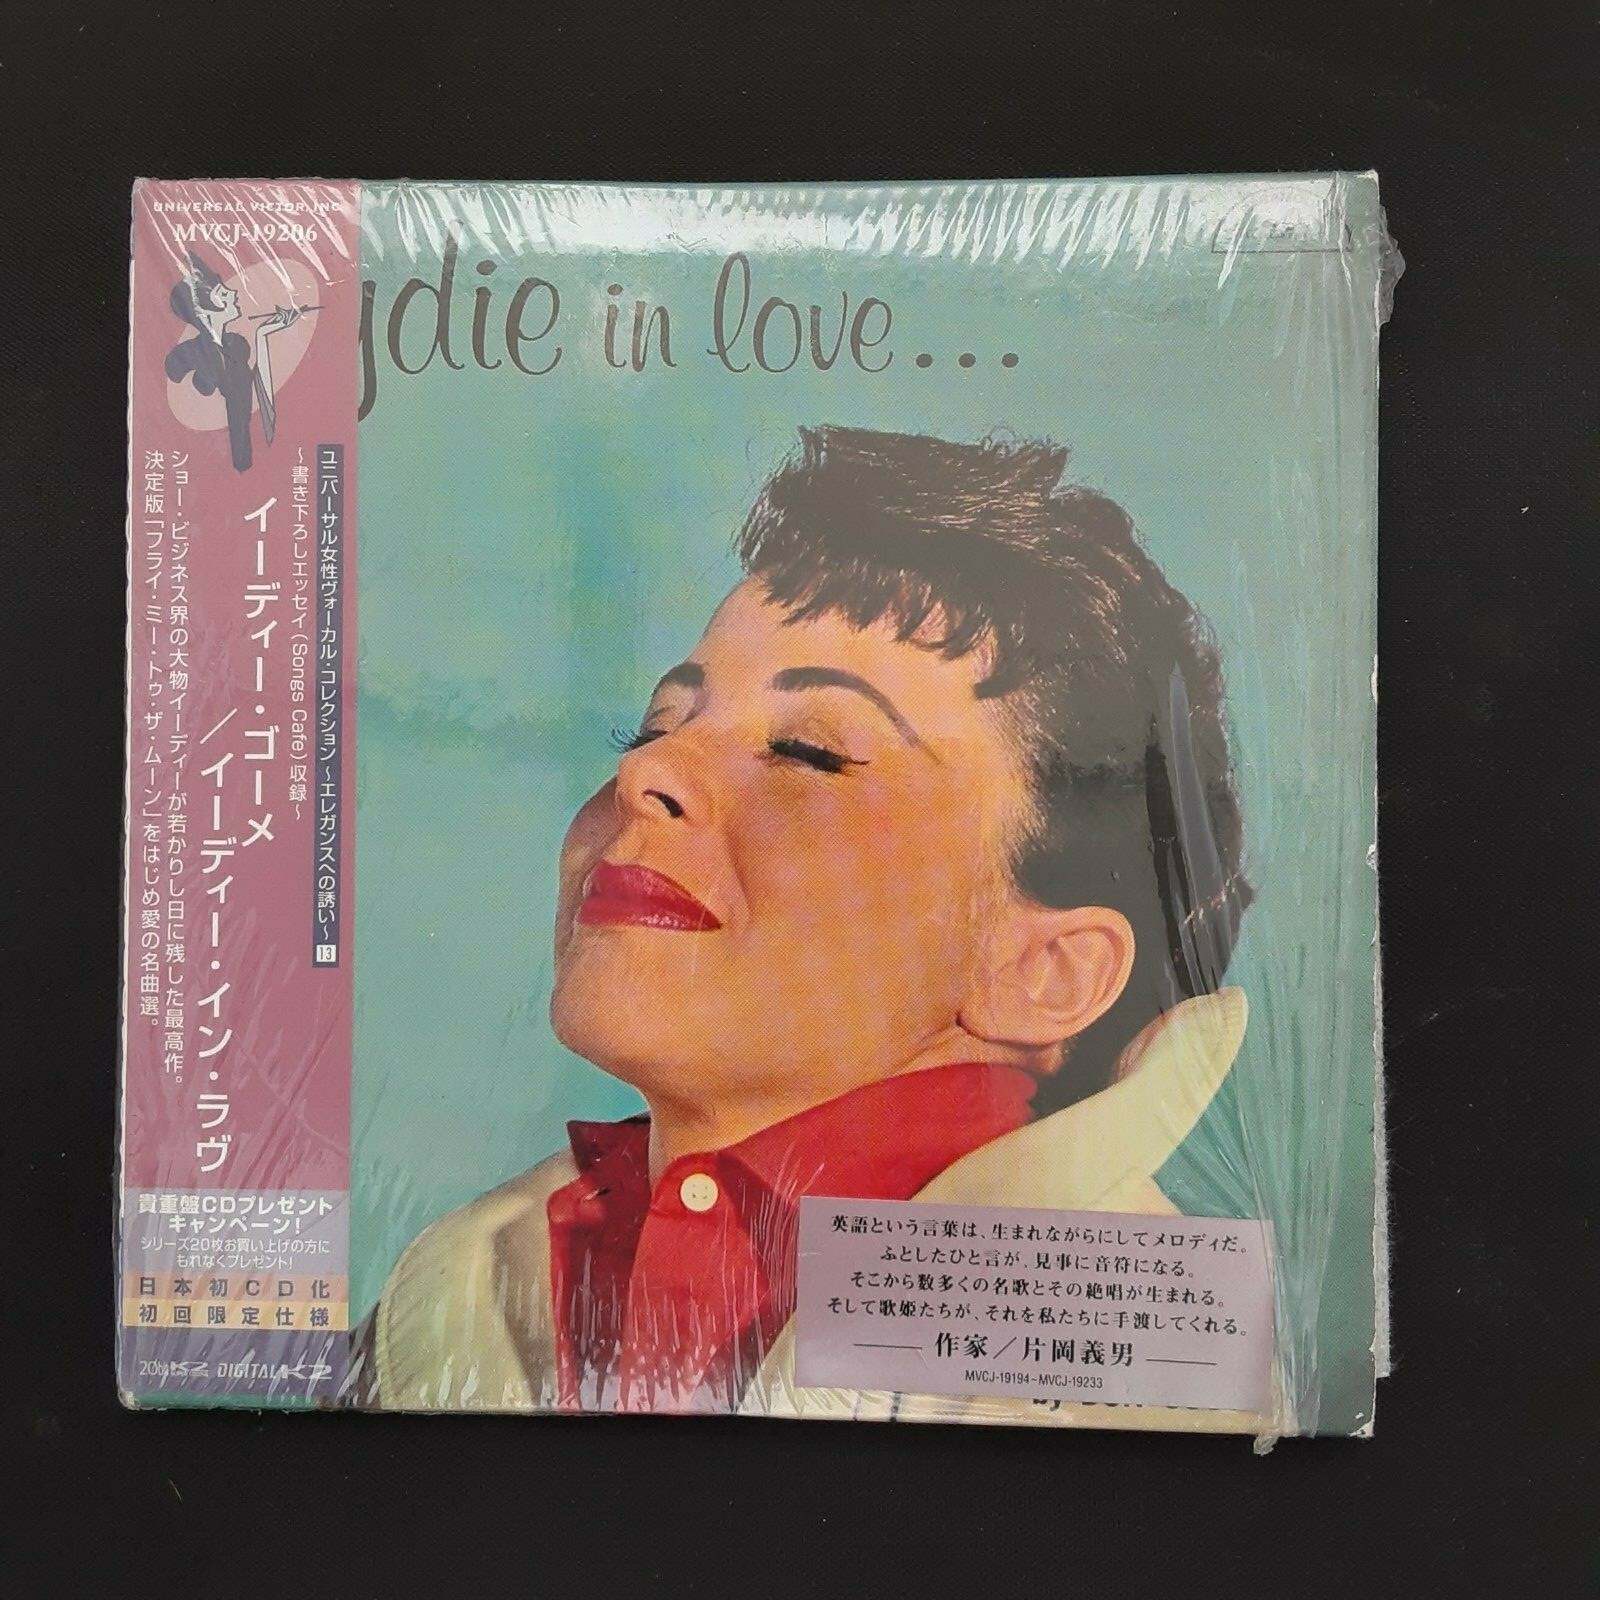 UNIVERSAL VICTOR, INC.
MVCJ-19206
ydie in love...
ユニバーサル女性ヴォーカル・コレクション ~エレガンスへの誘い~ 13
~書き下ろしエッセイ(Songs Cafe)収録~
イーディー・ゴーメ
/イーディー・イン・ラヴ
ショー・ビジネス界の大物イーディーが若かりし日に残した最高作。
決定版「フライ・ミー・トゥ・ザ・ムーン」をはじめ愛の名曲選。
貴重盤CDプレゼント
キャンペーン!
シリーズ20枚お買い上げの方に
もれなくプレゼント!
日本初CD化
初回限定仕様
20bit K2 DIGITAL K2
英語という言葉は、生まれながらにしてメロディだ。
ふとしたひと言が、見事に音符になる。
そこから数多くの名歌とその絶唱が生まれる。
そして歌姫たちが、それを私たちに手渡してくれる。
作家/片岡義男
MVCJ-19194~MVCJ-19233
by